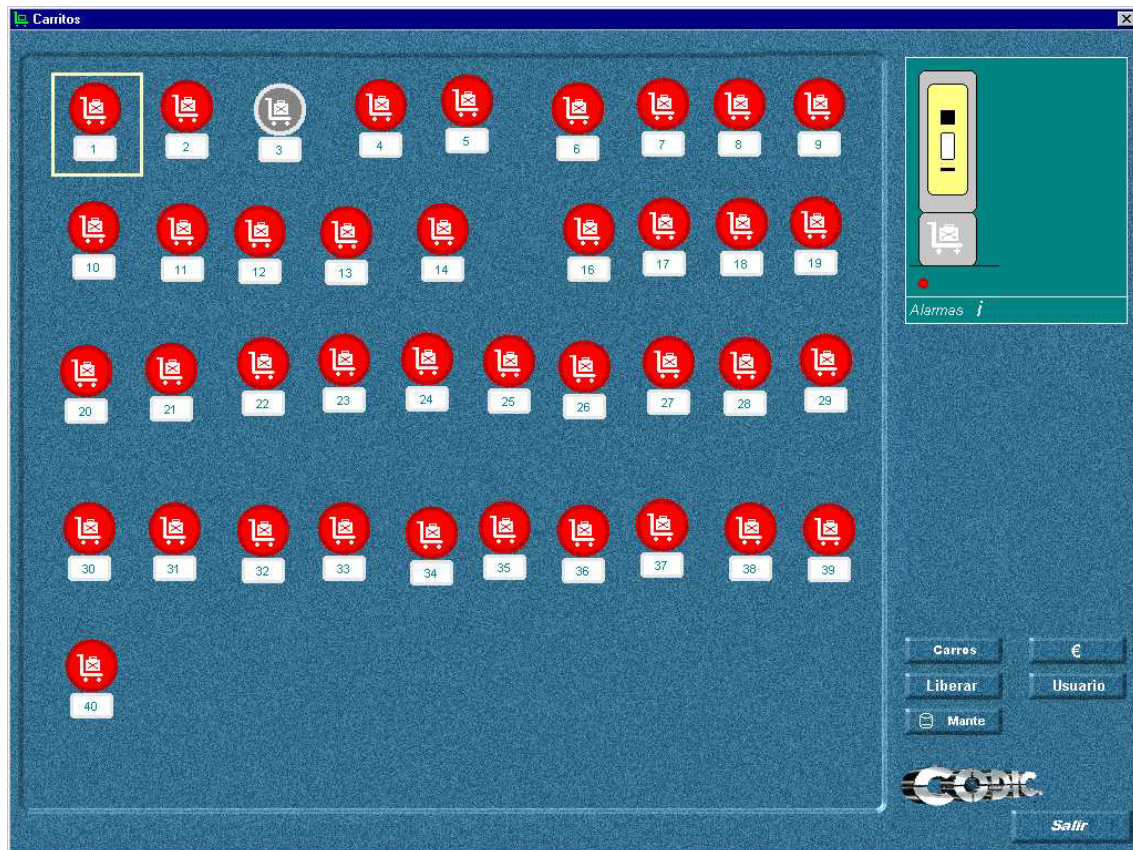 Carritos
1 2 3 4 5 6 7 8 9
10 11 12 13 14 16 17 18 19
20 21 22 23 24 25 26 27 28 29
30 31 32 33 34 35 36 37 38 39
40
Alarmas i
Carros €
Liberar Usuario
Mante
CODIC
Salir